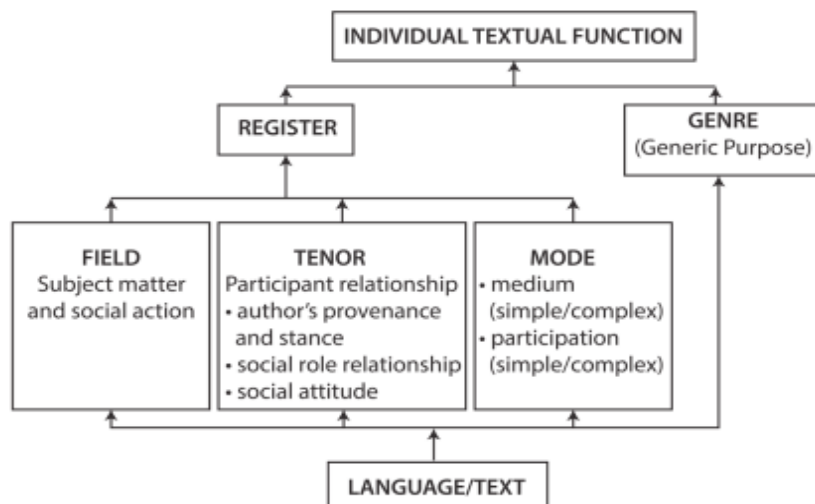 INDIVIDUAL TEXTUAL FUNCTION
REGISTER
GENRE
(Generic Purpose)
FIELD
Subject matter
and social action
TENOR
Participant relationship
• author's provenance
and stance
• social role relationship
• social attitude
MODE
• medium
(simple/complex)
• participation
(simple/complex)
LANGUAGE/TEXT